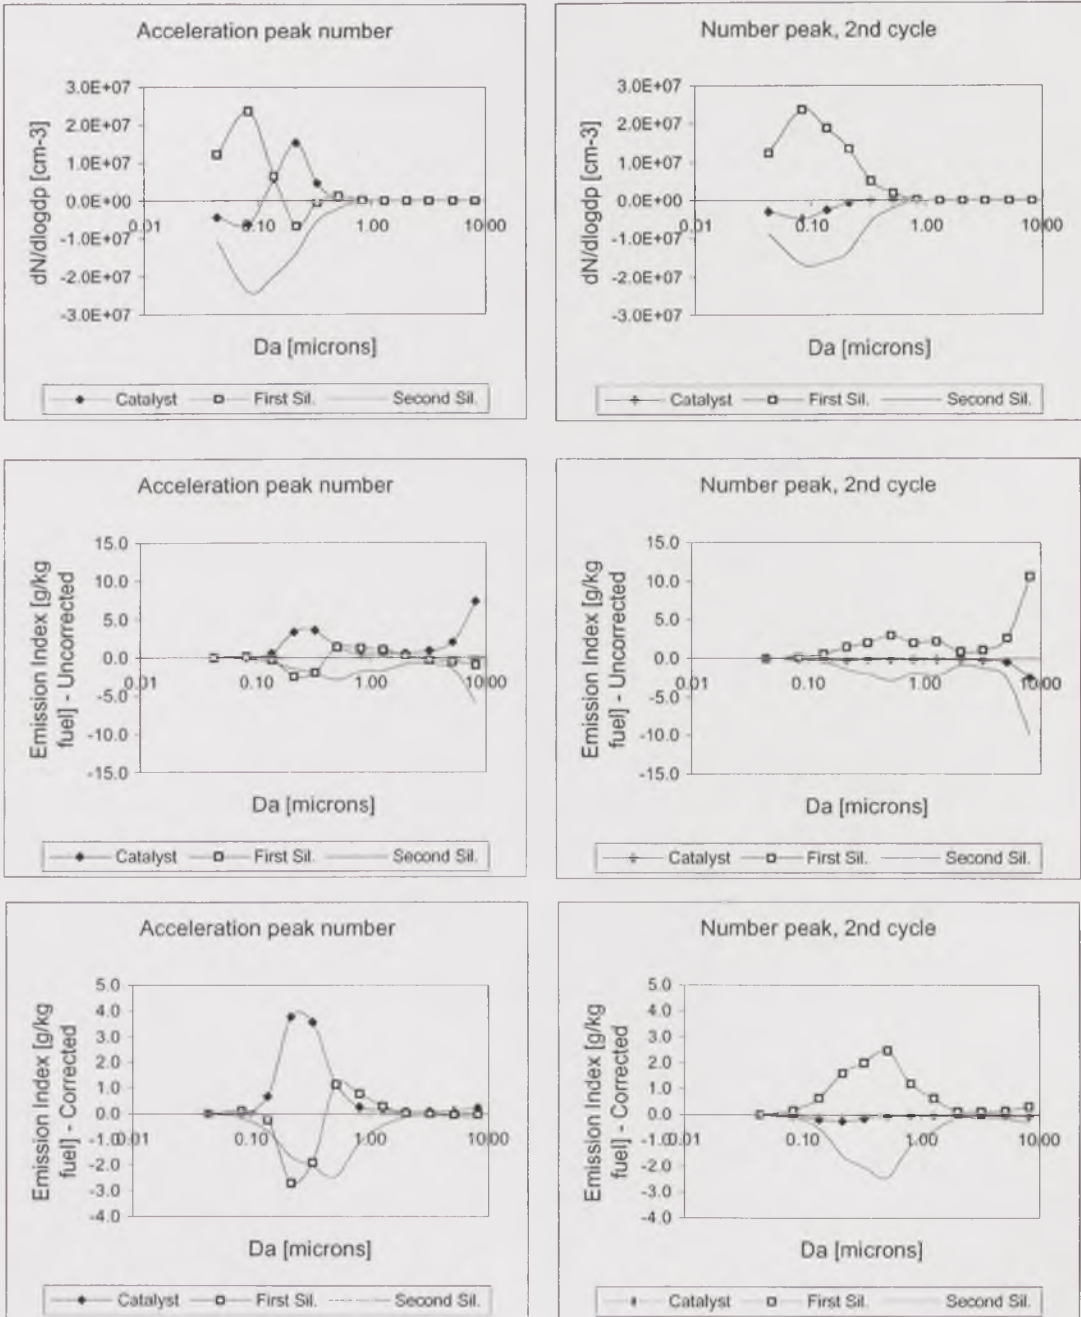 Acceleration peak number
dN/dlogdp [cm-3]
3.0E+07
2.0E+07
1.0E+07
0.0E+00
-1.0E+07
-2.0E+07
-3.0E+07
0.01 0.10 1.00 10.00
Da [microns]
Catalyst First Sil. Second Sil.
Number peak, 2nd cycle
dN/dlogdp [cm-3]
3.0E+07
2.0E+07
1.0E+07
0.0E+00
-1.0E+07
-2.0E+07
-3.0E+07
0.01 0.10 1.00 10.00
Da [microns]
Catalyst First Sil. Second Sil.
Acceleration peak number
Emission Index [g/kg
fuel] - Uncorrected
15.0
10.0
5.0
0.0
-5.0
-10.0
-15.0
0.01 0.10 1.00 10.00
Da [microns]
Catalyst First Sil. Second Sil.
Number peak, 2nd cycle
Emission Index [g/kg
fuel] - Uncorrected
15.0
10.0
5.0
0.0
-5.0
-10.0
-15.0
0.01 0.10 1.00 10.00
Da [microns]
Catalyst First Sil. Second Sil.
Acceleration peak number
Emission Index [g/kg
fuel] - Corrected
5.0
4.0
3.0
2.0
1.0
0.0
-1.0
-2.0
-3.0
-4.0
0.01 0.10 1.00 10.00
Da [microns]
Catalyst First Sil. Second Sil.
Number peak, 2nd cycle
Emission Index [g/kg
fuel] - Corrected
5.0
4.0
3.0
2.0
1.0
0.0
-1.0
-2.0
-3.0
-4.0
0.01 0.10 1.00 10.00
Da [microns]
Catalyst First Sil. Second Sil.